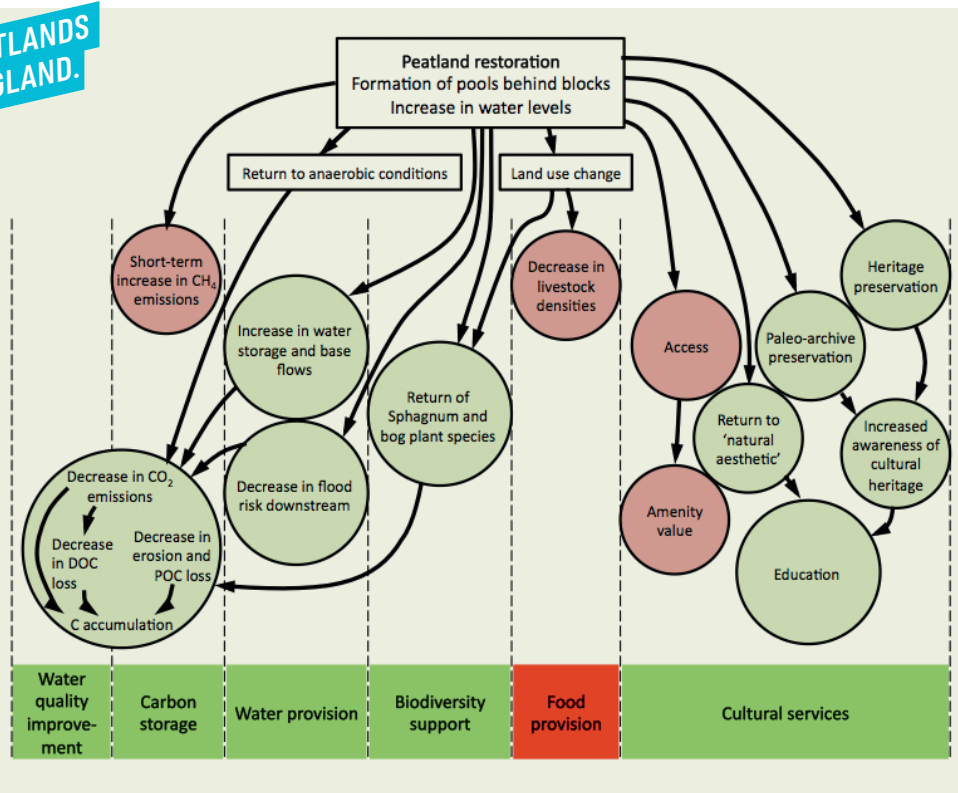 TLANDS
GLAND.
Peatland restoration
Formation of pools behind blocks
Increase in water levels
Return to anaerobic conditions
Land use change
Short-term
increase in CH₄
emissions
Decrease in
livestock
densities
Heritage
preservation
Increase in water
storage and base
flows
Access
Paleo-archive
preservation
Return of
Sphagnum and
bog plant species
Return to
‘natural
aesthetic’
Increased
awareness of
cultural
heritage
Decrease in CO₂
emissions
Decrease
in DOC
loss
Decrease in
erosion and
POC loss
C accumulation
Decrease in flood
risk downstream
Amenity
value
Education
Water
quality
improve-
ment
Carbon
storage
Water provision
Biodiversity
support
Food
provision
Cultural services